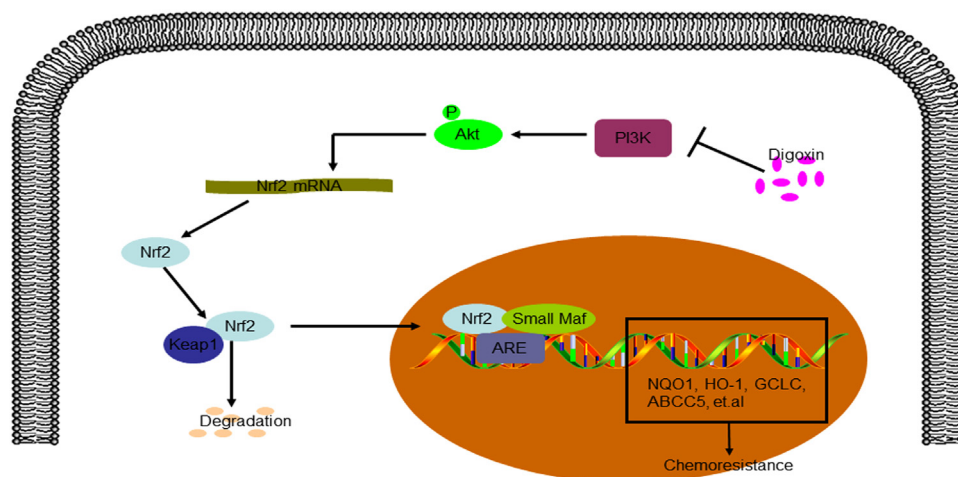 P
Akt
PI3K
Digoxin
Nrf2 mRNA
Nrf2
Nrf2
Keap1
Degradation
Nrf2
Small Maf
ARE
NQO1, HO-1, GCLC,
ABCC5, et.al
Chemoresistance